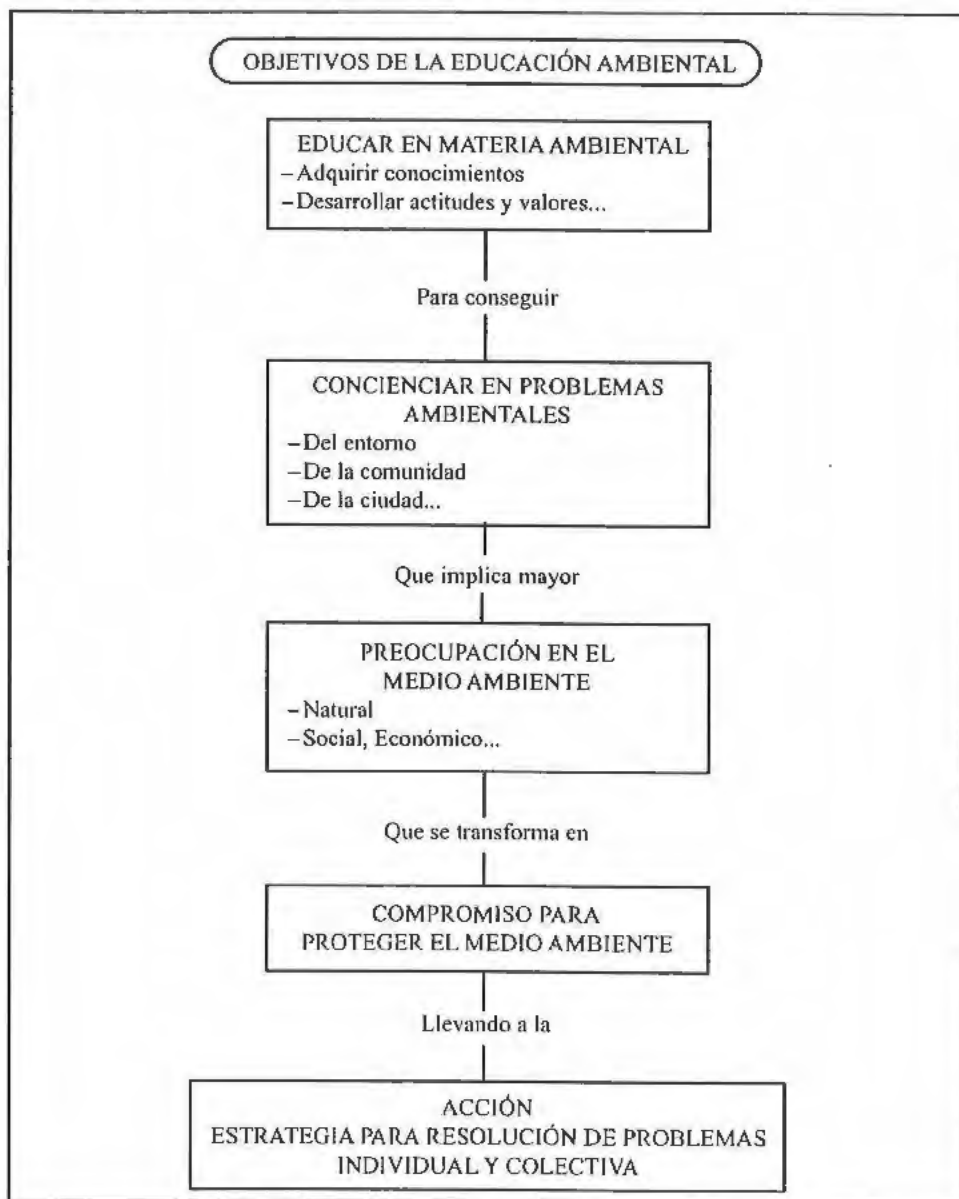 OBJETIVOS DE LA EDUCACIÓN AMBIENTAL
EDUCAR EN MATERIA AMBIENTAL
–Adquirir conocimientos
–Desarrollar actitudes y valores...
Para conseguir
CONCIENCIAR EN PROBLEMAS
AMBIENTALES
–Del entorno
–De la comunidad
–De la ciudad...
Que implica mayor
PREOCUPACIÓN EN EL
MEDIO AMBIENTE
–Natural
–Social, Económico...
Que se transforma en
COMPROMISO PARA
PROTEGER EL MEDIO AMBIENTE
Llevando a la
ACCIÓN
ESTRATEGIA PARA RESOLUCIÓN DE PROBLEMAS
INDIVIDUAL Y COLECTIVA